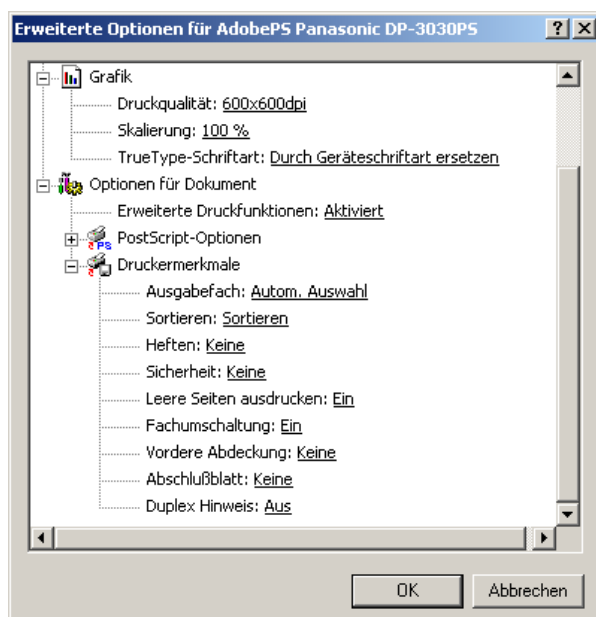 Erweiterte Optionen für AdobePS Panasonic DP-3030PS
Grafik
Druckqualität: 600x600dpi
Skalierung: 100 %
TrueType-Schriftart: Durch Geräteschriftart ersetzen
Optionen für Dokument
Erweiterte Druckfunktionen: Aktiviert
PostScript-Optionen
Druckermerkmale
Ausgabefach: Autom. Auswahl
Sortieren: Sortieren
Heften: Keine
Sicherheit: Keine
Leere Seiten ausdrucken: Ein
Fachumschaltung: Ein
Vordere Abdeckung: Keine
Abschlußblatt: Keine
Duplex Hinweis: Aus
OK Abbrechen